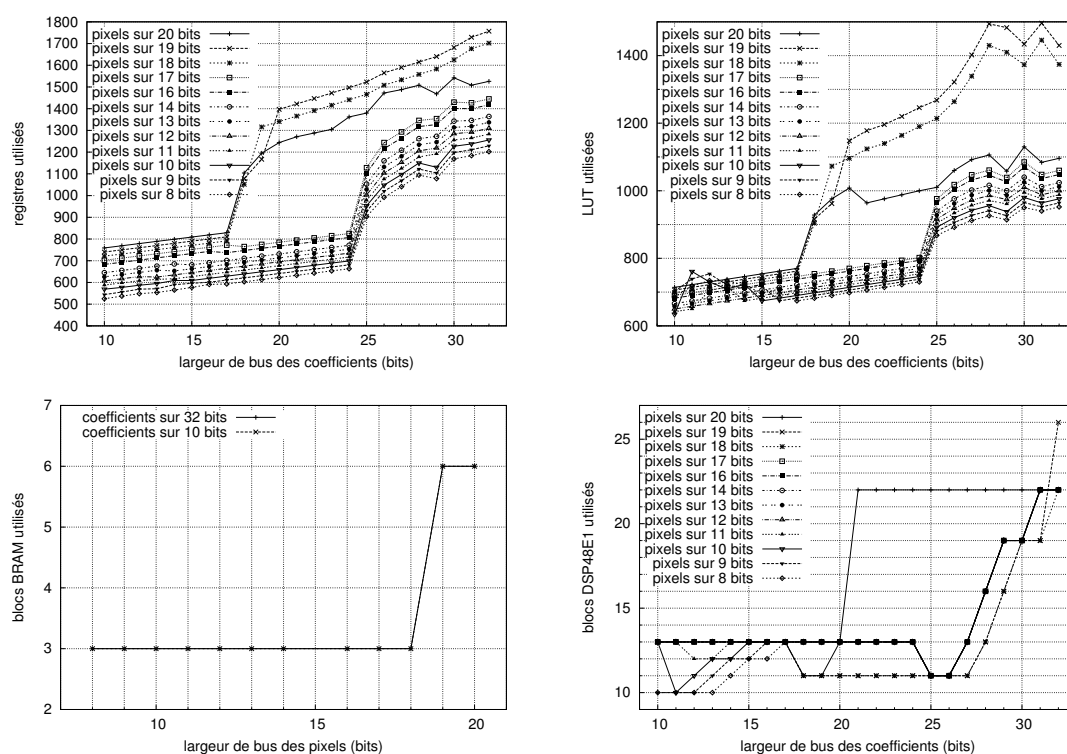 registres utilisés
1800
1700
1600
1500
1400
1300
1200
1100
1000
900
800
700
600
500
400
10
15
20
25
30
largeur de bus des coefficients (bits)
pixels sur 20 bits
pixels sur 19 bits
pixels sur 18 bits
pixels sur 17 bits
pixels sur 16 bits
pixels sur 14 bits
pixels sur 13 bits
pixels sur 12 bits
pixels sur 11 bits
pixels sur 10 bits
pixels sur 9 bits
pixels sur 8 bits
LUT utilisées
1400
1200
1000
800
600
10
15
20
25
30
largeur de bus des coefficients (bits)
pixels sur 20 bits
pixels sur 19 bits
pixels sur 18 bits
pixels sur 17 bits
pixels sur 16 bits
pixels sur 14 bits
pixels sur 13 bits
pixels sur 12 bits
pixels sur 11 bits
pixels sur 10 bits
pixels sur 9 bits
pixels sur 8 bits
blocs BRAM utilisés
7
6
5
4
3
2
10
15
20
largeur de bus des pixels (bits)
coefficients sur 32 bits
coefficients sur 10 bits
blocs DSP48E1 utilisés
25
22
19
16
13
10
10
15
20
25
30
largeur de bus des coefficients (bits)
pixels sur 20 bits
pixels sur 19 bits
pixels sur 18 bits
pixels sur 17 bits
pixels sur 16 bits
pixels sur 14 bits
pixels sur 13 bits
pixels sur 12 bits
pixels sur 11 bits
pixels sur 10 bits
pixels sur 9 bits
pixels sur 8 bits